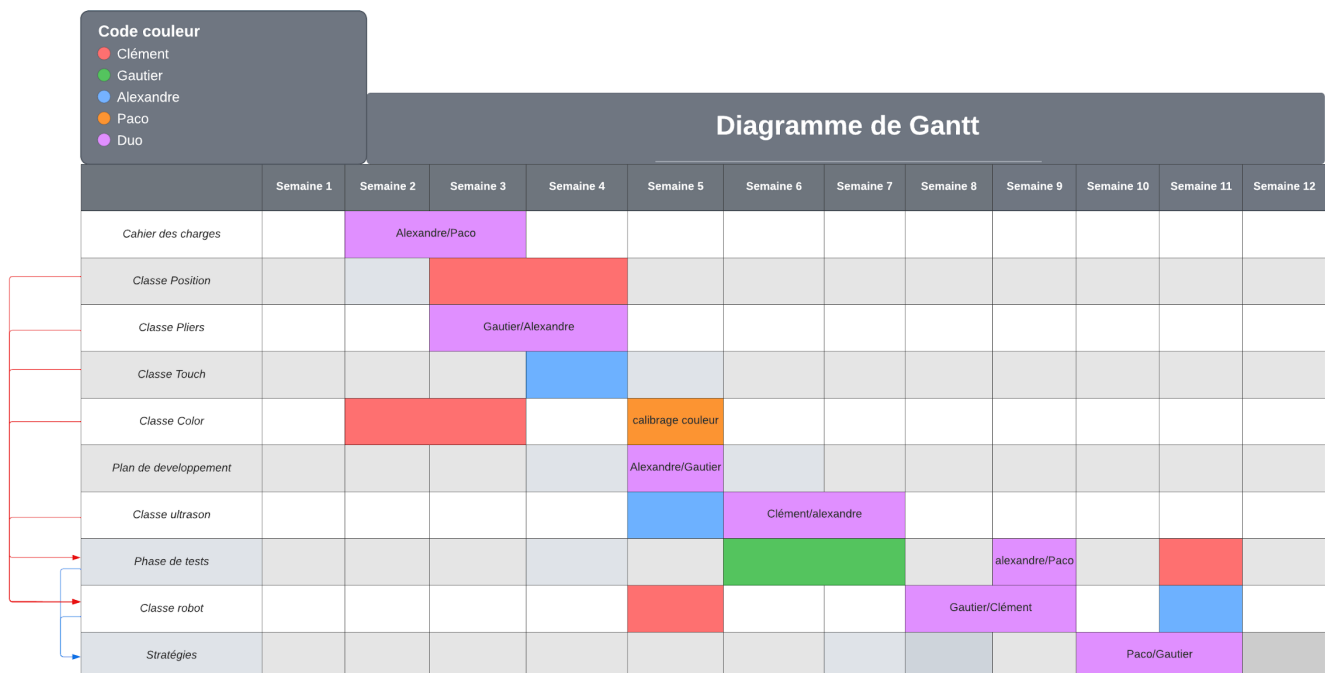 Code couleur
Clément
Gautier
Alexandre
Paco
Duo
Diagramme de Gantt
Semaine 1 Semaine 2 Semaine 3 Semaine 4 Semaine 5 Semaine 6 Semaine 7 Semaine 8 Semaine 9 Semaine 10 Semaine 11 Semaine 12
Cahier des charges Alexandre/Paco
Classe Position
Classe Pliers Gautier/Alexandre
Classe Touch
Classe Color calibrage couleur
Plan de developpement Alexandre/Gautier
Classe ultrason Clément/alexandre
Phase de tests alexandre/Paco
Classe robot Gautier/Clément
Stratégies Paco/Gautier